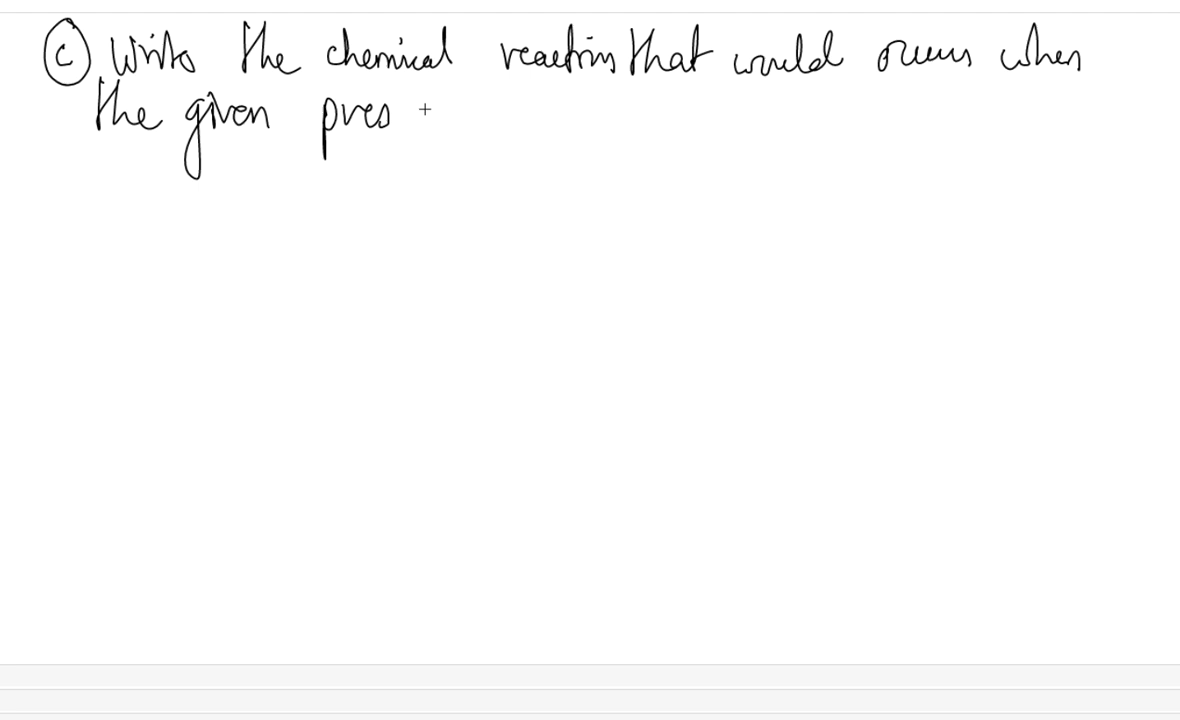 (c) Write the chemical reaction that would occurs when
the given pres